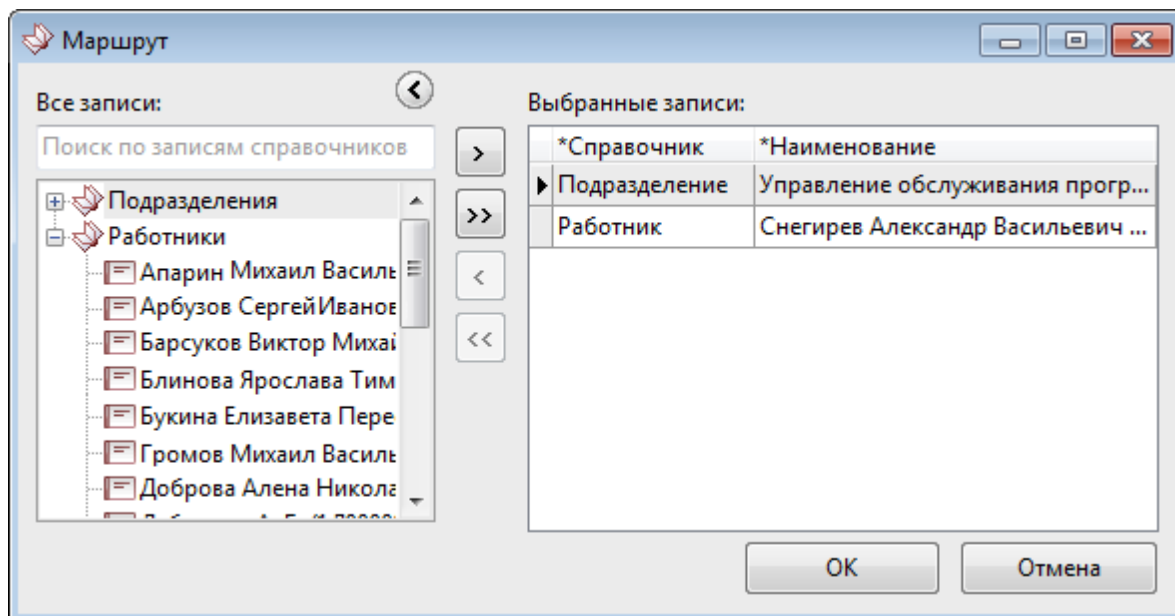 Маршрут
Все записи:
Поиск по записям справочников
Подразделения
Работники
Апарин Михаил Василь
Арбузов Сергей Иванов
Барсуков Виктор Михай
Блинова Ярослава Тим
Букина Елизавета Пере
Громов Михаил Василь
Доброва Алена Никола
>
>>
<
<<
Выбранные записи:
*Справочник *Наименование
Подразделение Управление обслуживания прогр...
Работник Снегирев Александр Васильевич ...
ОК Отмена